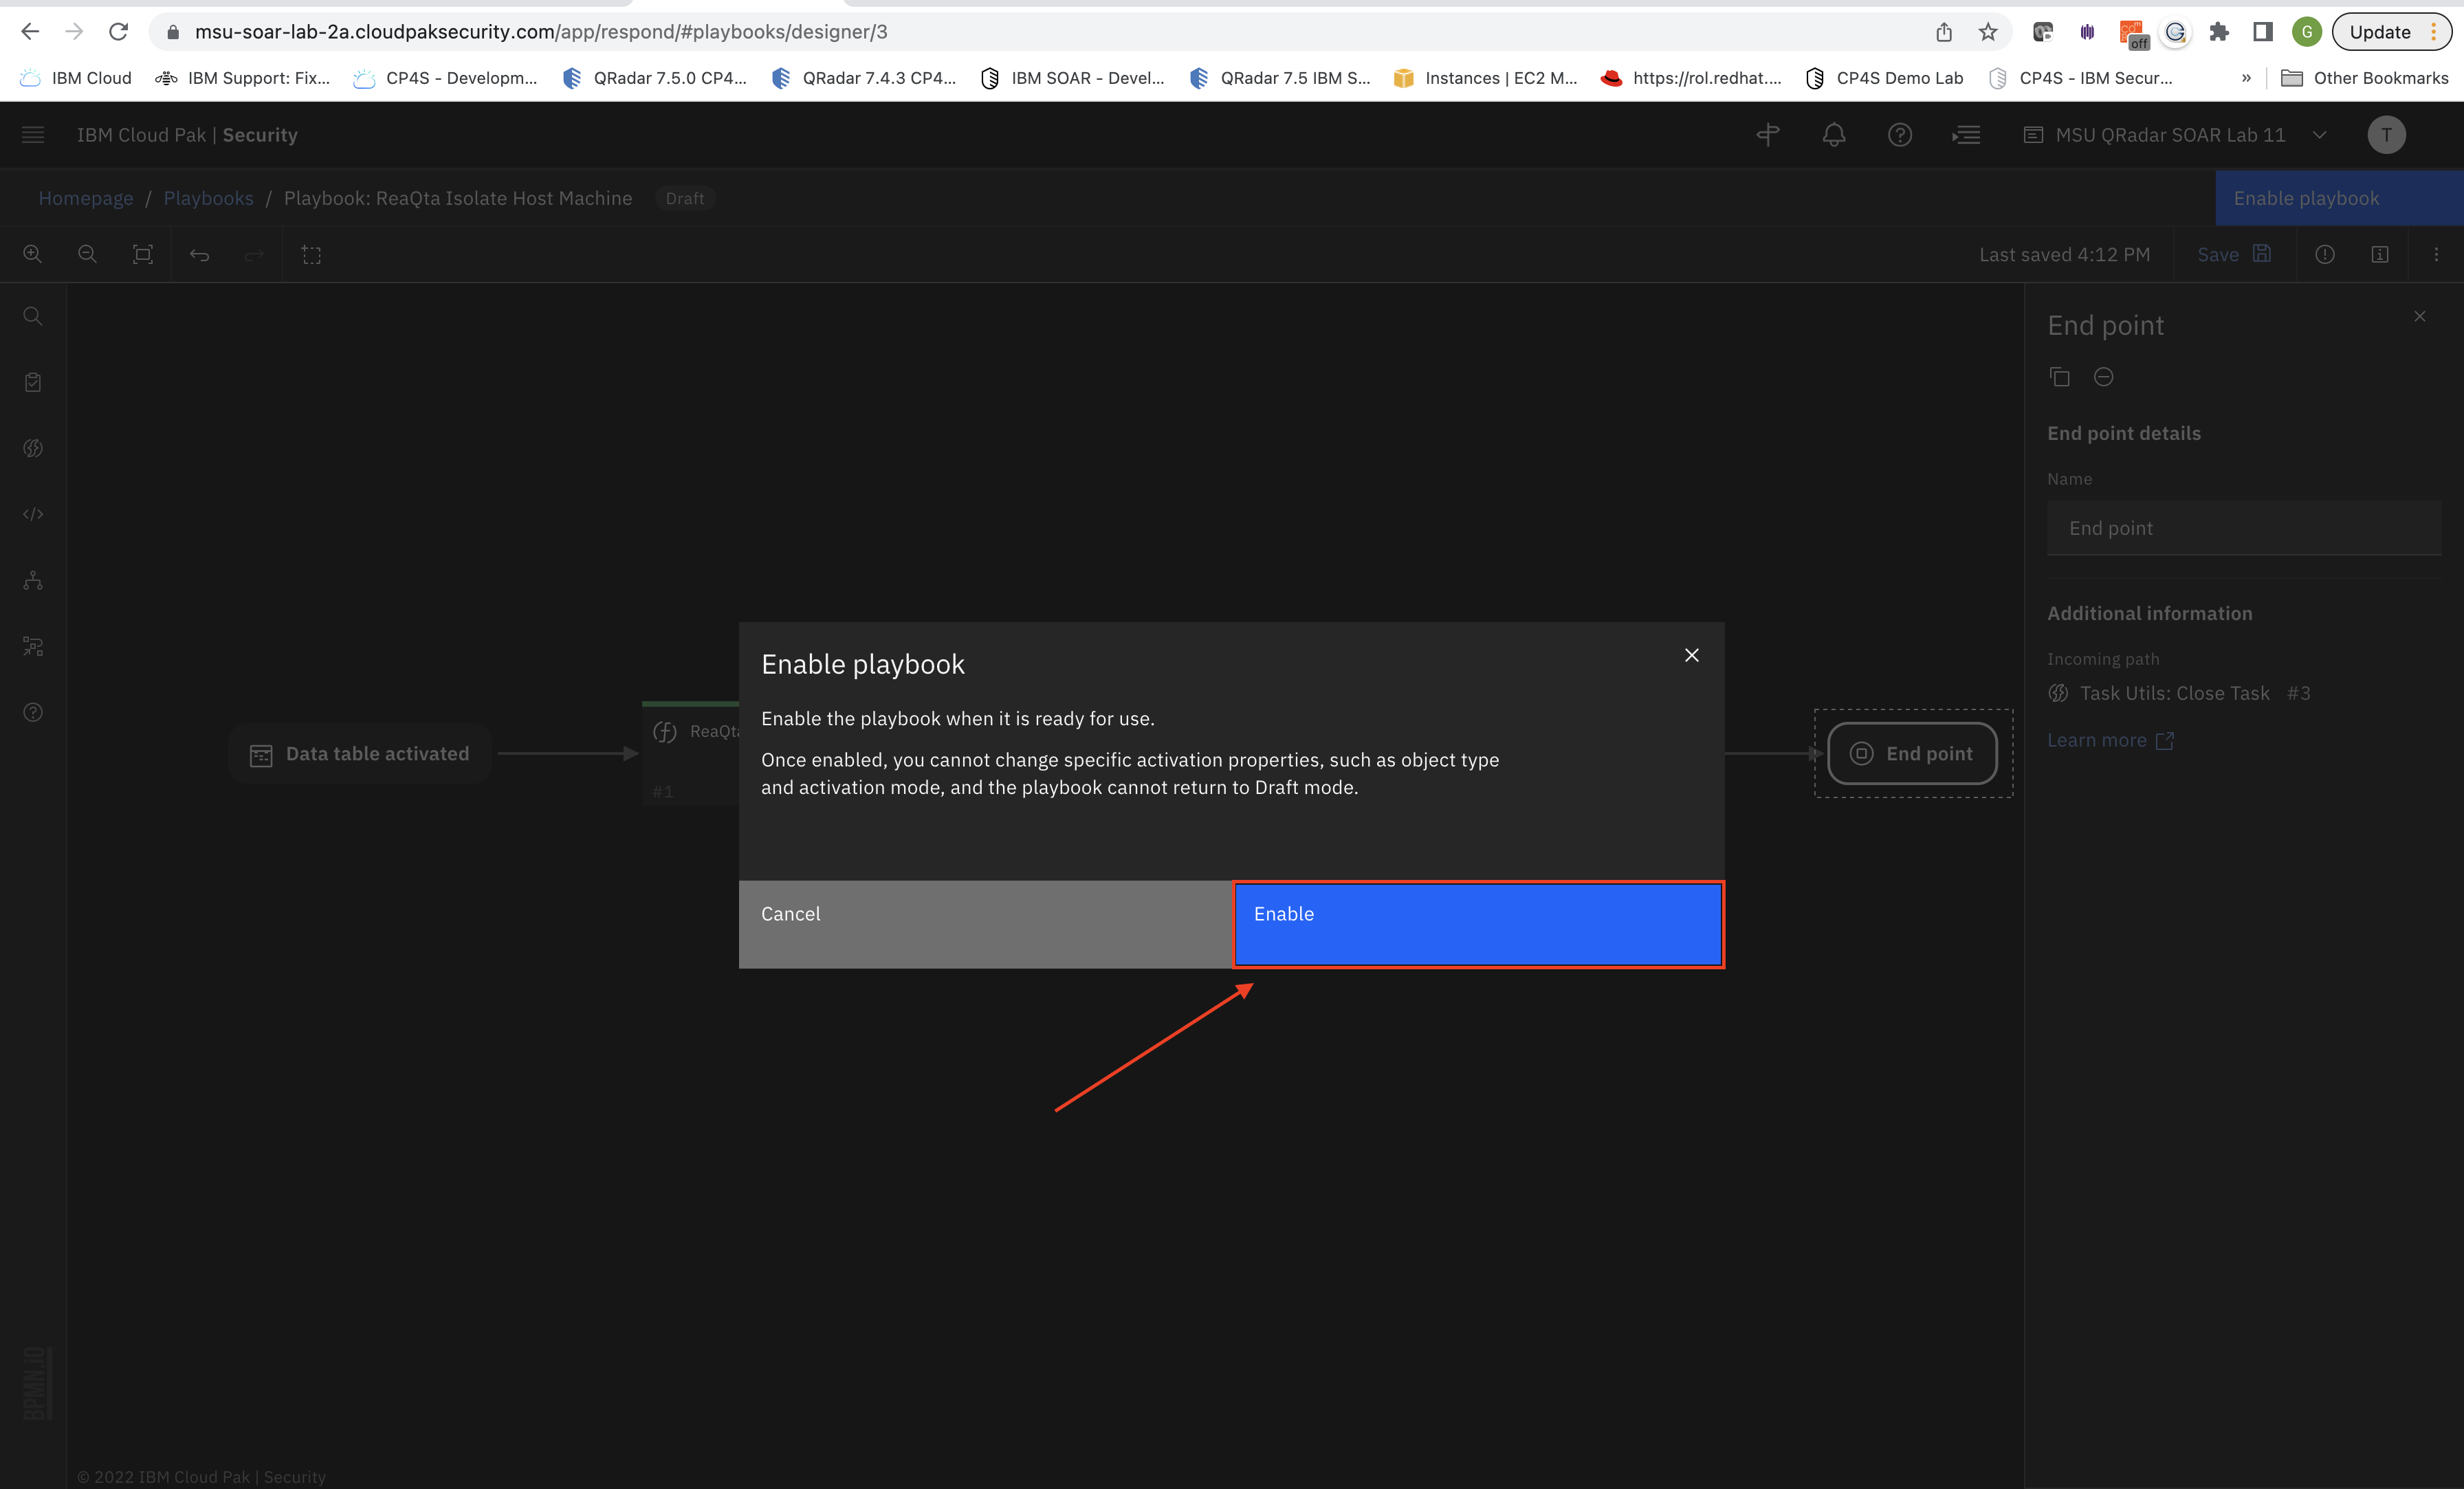 msu-soar-lab-2a.cloudpaksecurity.com/app/respond/#playbooks/designer/3
off
G
Update
IBM Cloud
IBM Support: Fix...
CP4S - Developm...
QRadar 7.5.0 CP4...
QRadar 7.4.3 CP4...
IBM SOAR - Devel...
QRadar 7.5 IBM S...
Instances | EC2 M...
https://rol.redhat....
CP4S Demo Lab
CP4S - IBM Secur...
»
Other Bookmarks
IBM Cloud Pak | Security
MSU QRadar SOAR Lab 11
T
Homepage / Playbooks / Playbook: ReaQta Isolate Host Machine
Draft
Enable playbook
Last saved 4:12 PM
Save
End point
End point details
Name
End point
Additional information
Incoming path
Task Utils: Close Task #3
Learn more
Data table activated
ReaQta
#1
End point
Enable playbook
Enable the playbook when it is ready for use.
Once enabled, you cannot change specific activation properties, such as object type
and activation mode, and the playbook cannot return to Draft mode.
Cancel
Enable
BPMN.iO
© 2022 IBM Cloud Pak | Security